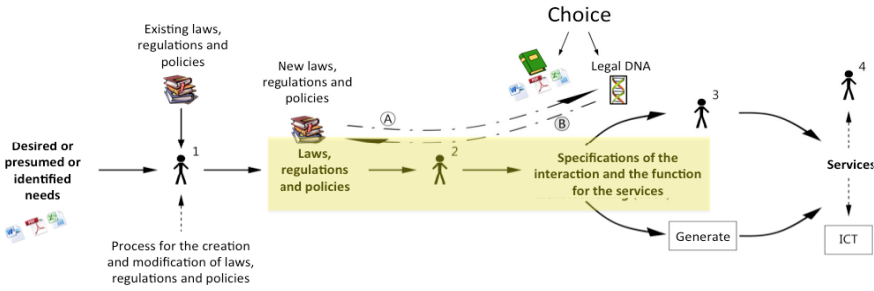 Choice
Existing laws,
regulations and
policies
New laws,
regulations and
policies
Legal DNA
A
B
1
2
3
4
Desired or
presumed or
identified
needs
Laws,
regulations
and policies
Specifications of the
interaction and the function
for the services
Services
Process for the creation
and modification of laws,
regulations and policies
Generate
ICT